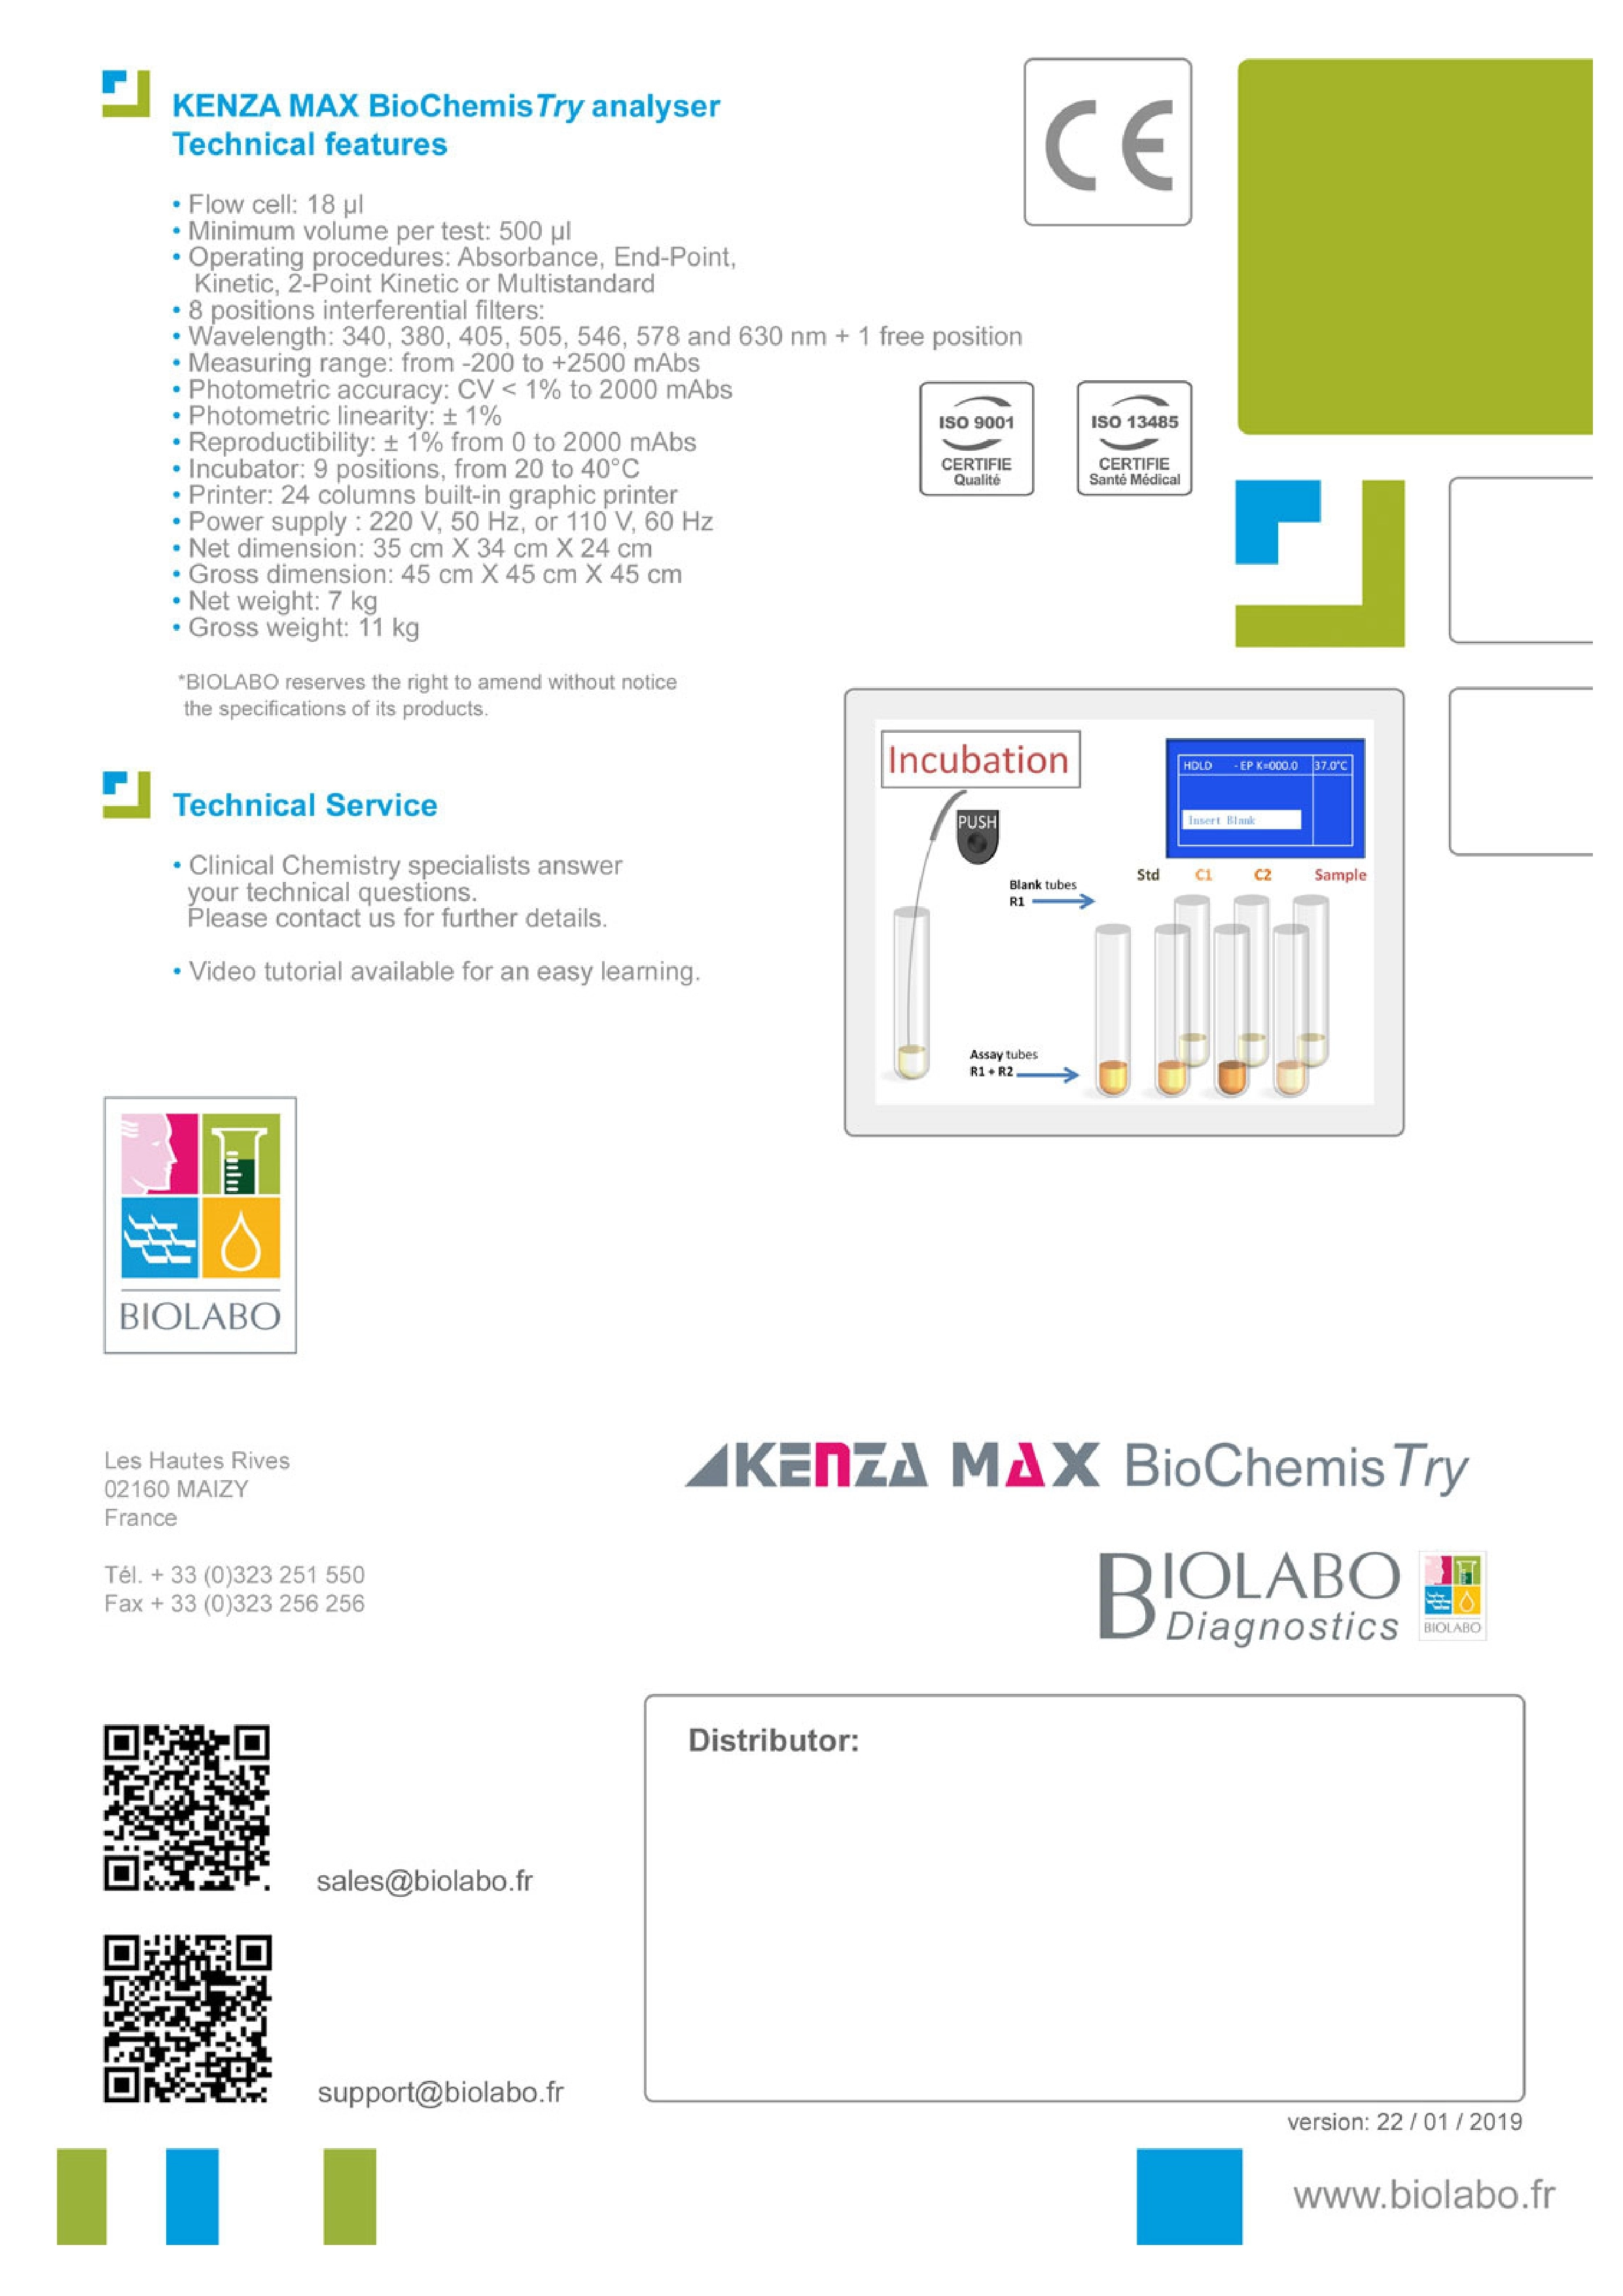 KENZA MAX BioChemisTry analyser
Technical features
• Flow cell: 18 µl
• Minimum volume per test: 500 µl
• Operating procedures: Absorbance, End-Point,
Kinetic, 2-Point Kinetic or Multistandard
• 8 positions interferential filters:
• Wavelength: 340, 380, 405, 505, 546, 578 and 630 nm + 1 free position
• Measuring range: from -200 to +2500 mAbs
• Photometric accuracy: CV < 1% to 2000 mAbs
• Photometric linearity: ± 1%
• Reproductibility: ± 1% from 0 to 2000 mAbs
• Incubator: 9 positions, from 20 to 40°C
• Printer: 24 columns built-in graphic printer
• Power supply : 220 V, 50 Hz, or 110 V, 60 Hz
• Net dimension: 35 cm X 34 cm X 24 cm
• Gross dimension: 45 cm X 45 cm X 45 cm
• Net weight: 7 kg
• Gross weight: 11 kg
*BIOLABO reserves the right to amend without notice
the specifications of its products.
CE
ISO 9001
CERTIFIE
Qualité
ISO 13485
CERTIFIE
Santé Médical
Technical Service
• Clinical Chemistry specialists answer
your technical questions.
Please contact us for further details.
• Video tutorial available for an easy learning.
Incubation
PUSH
HDLD - EP K=000.0 37.0°C
Insert Blank
Std C1 C2 Sample
Blank tubes
R1
Assay tubes
R1 + R2
BIOLABO
Les Hautes Rives
02160 MAIZY
France
Tél. + 33 (0)323 251 550
Fax + 33 (0)323 256 256
KENZA MAX BioChemisTry
BIOLABO
Diagnostics
BIOLABO
Distributor:
sales@biolabo.fr
support@biolabo.fr
version: 22 / 01 / 2019
www.biolabo.fr